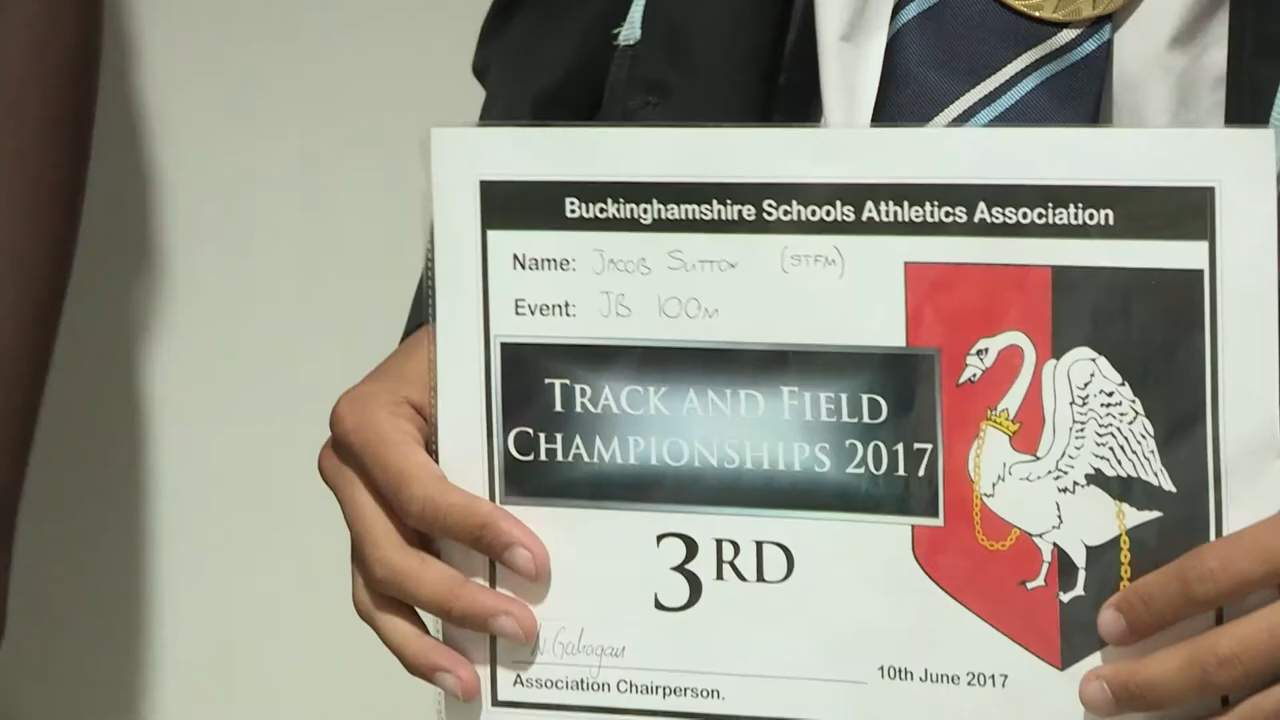 Buckinghamshire Schools Athletics Association
Name: Jacob Sutton (STFM)
Event: JB 100m
TRACK AND FIELD
CHAMPIONSHIPS 2017
3RD
N. Gahagan
10th June 2017
Association Chairperson.